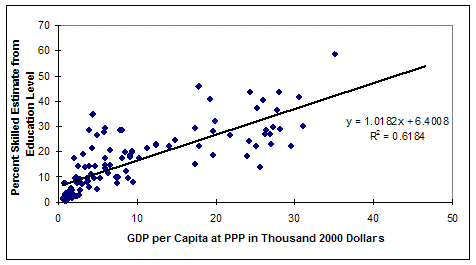 Percent Skilled Estimate from
Education Level
70
60
50
40
30
20
10
0
y = 1.0182x + 6.4008
R² = 0.6184
0 10 20 30 40 50
GDP per Capita at PPP in Thousand 2000 Dollars